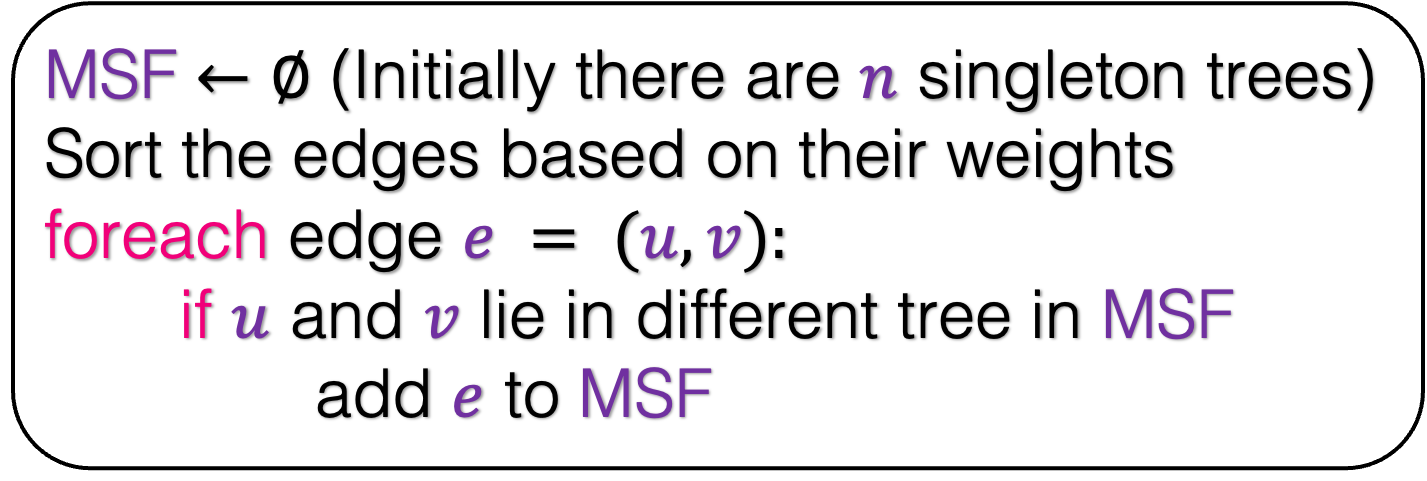 MSF ← ∅ (Initially there are n singleton trees)
Sort the edges based on their weights
foreach edge e = (u, v):
if u and v lie in different tree in MSF
add e to MSF